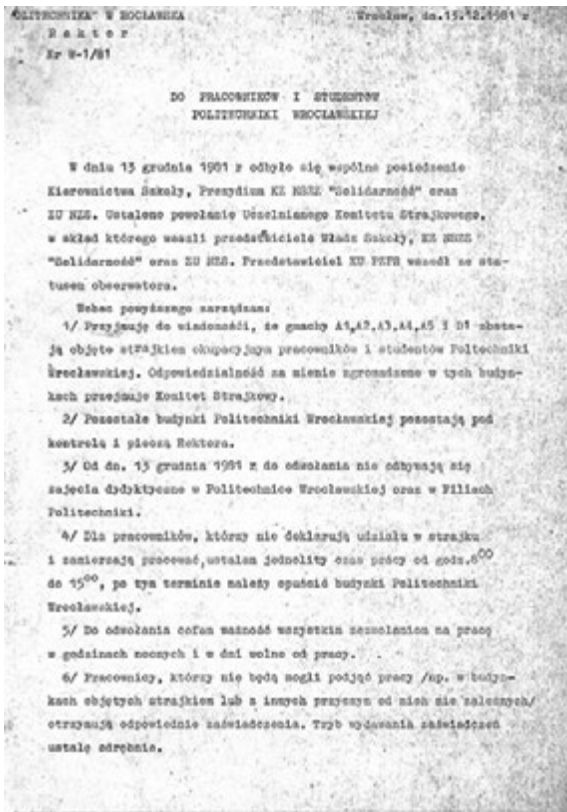 POLITECHNIKA WROCŁAWSKA Wrocław, dn.13.12.1981 r
R e k t o r
Nr W-1/81
DO PRACOWNIKÓW I STUDENTÓW
POLITECHNIKI WROCŁAWSKIEJ
W dniu 13 grudnia 1981 r odbyło się wspólne posiedzenie
Kierownictwa Szkoły, Prezydium KZ NSZZ "Solidarność" oraz
ZU NZS. Ustalono powołanie Uczelnianego Komitetu Strajkowego,
w skład którego weszli przedstawiciele Władz Szkoły, KZ NSZZ
"Solidarność" oraz ZU NZS. Przedstawiciel KU PZPR wszedł ze sta-
tusem obserwatora.
Wobec powyższego zarządzam:
1/ Przyjmuję do wiadomości, że gmachy A1,A2,A3,A4,A5 i D1 zosta-
ją objęte strajkiem okupacyjnym pracowników i studentów Poltechniki
Wrocławskiej. Odpowiedzialność za mienie zgromadzone w tych budyn-
kach przejmuje Komitet Strajkowy.
2/ Pozostałe budynki Politechniki Wrocławskiej pozostają pod
kontrolą i pieczą Rektora.
3/ Od dn. 13 grudnia 1981 r do odwołania nie odbywają się
zajęcia dydyktyczne w Politechnice Wrocławskiej oraz w Filiach
Politechniki.
4/ Dla pracowników, którzy nie deklarują udziału w strajku
i zamierzają pracować,ustalam jednolity czas pracy od godz.8⁰⁰
do 15⁰⁰, po tym terminie należy opuścić budynki Politechniki
Wrocławskiej.
5/ Do odwołania cofam ważność wszystkim zezwoleniom na pracę
w godzinach nocnych i w dni wolne od pracy.
6/ Pracownicy, którzy nie będą mogli podjąć pracy /np. w budyn-
kach objętych strajkiem lub z innych przyczyn od nich nie zależnych/
otrzymują odpowiednie zaświadczenia. Tryb wydawania zaświadczeń
ustalę odrębnie.